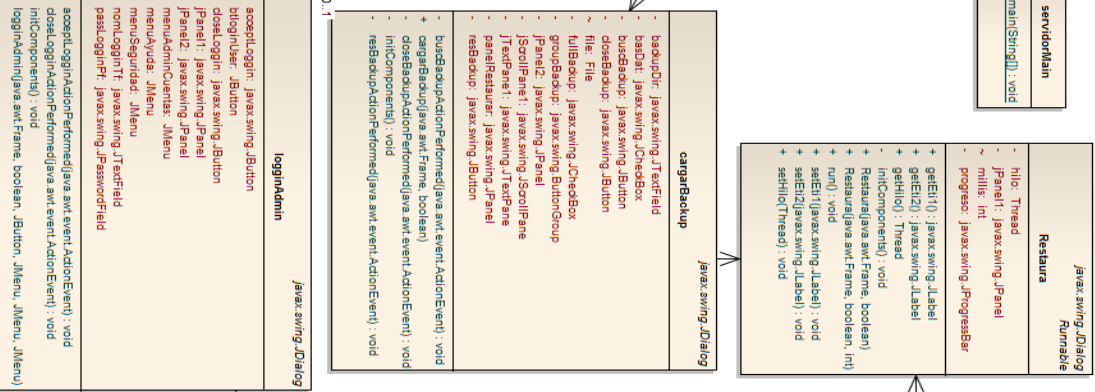 servidorMain
main(String[]) : void
javax.swing.JDialog
Runnable
Restaura
- hilo: Thread
- jPanel1: javax.swing.JPanel
~ millis: int
- progreso: javax.swing.JProgressBar
+ getEti1() : javax.swing.JLabel
+ getEti2() : javax.swing.JLabel
+ getHilo() : Thread
- initComponents() : void
+ Restaura(java.awt.Frame, boolean)
+ Restaura(java.awt.Frame, boolean, int)
+ run() : void
+ setEti1(javax.swing.JLabel) : void
+ setEti2(javax.swing.JLabel) : void
+ setHilo(Thread) : void
0..1
javax.swing.JDialog
cargarBackup
- backupDir: javax.swing.JTextField
- basDat: javax.swing.JCheckBox
- buscBackup: javax.swing.JButton
- closeBackup: javax.swing.JButton
~ file: File
- fullBackup: javax.swing.JCheckBox
- groupBackup: javax.swing.ButtonGroup
- jPanel2: javax.swing.JPanel
- jScrollPane1: javax.swing.JScrollPane
- jTextPane1: javax.swing.JTextPane
- panelRestaurar: javax.swing.JPanel
- resBackup: javax.swing.JButton
- buscBackupActionPerformed(java.awt.event.ActionEvent) : void
+ cargarBackup(java.awt.Frame, boolean)
- closeBackupActionPerformed(java.awt.event.ActionEvent) : void
- initComponents() : void
- resBackupActionPerformed(java.awt.event.ActionEvent) : void
javax.swing.JDialog
logginAdmin
acceptLoggin: javax.swing.JButton
btloginUser: JButton
closeLoggin: javax.swing.JButton
jPanel1: javax.swing.JPanel
jPanel2: javax.swing.JPanel
menuAdminCuentas: JMenu
menuAyuda: JMenu
menuSeguridad: JMenu
nomLogginTf: javax.swing.JTextField
passLogginPf: javax.swing.JPasswordField
acceptLogginActionPerformed(java.awt.event.ActionEvent) : void
closeLogginActionPerformed(java.awt.event.ActionEvent) : void
initComponents() : void
logginAdmin(java.awt.Frame, boolean, JButton, JMenu, JMenu, JMenu)